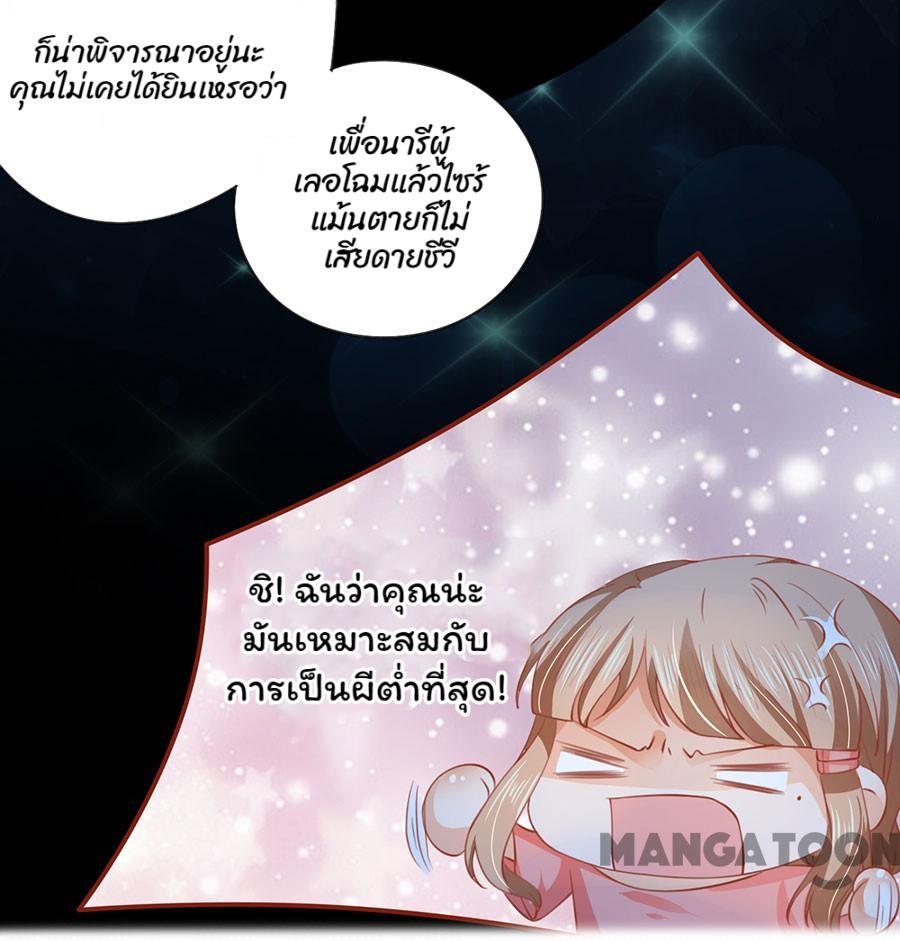 ก็น่าพิจารณาอยู่นะ
คุณไม่เคยได้ยินเหรอว่า
เพื่อนารีผู้
เลอโฉมแล้วไซร้
แม้นตายก็ไม่
เสียดายชีวี
ชิ! ฉันว่าคุณน่ะ
มันเหมาะสมกับ
การเป็นผีต่ำที่สุด!
MANGATOON